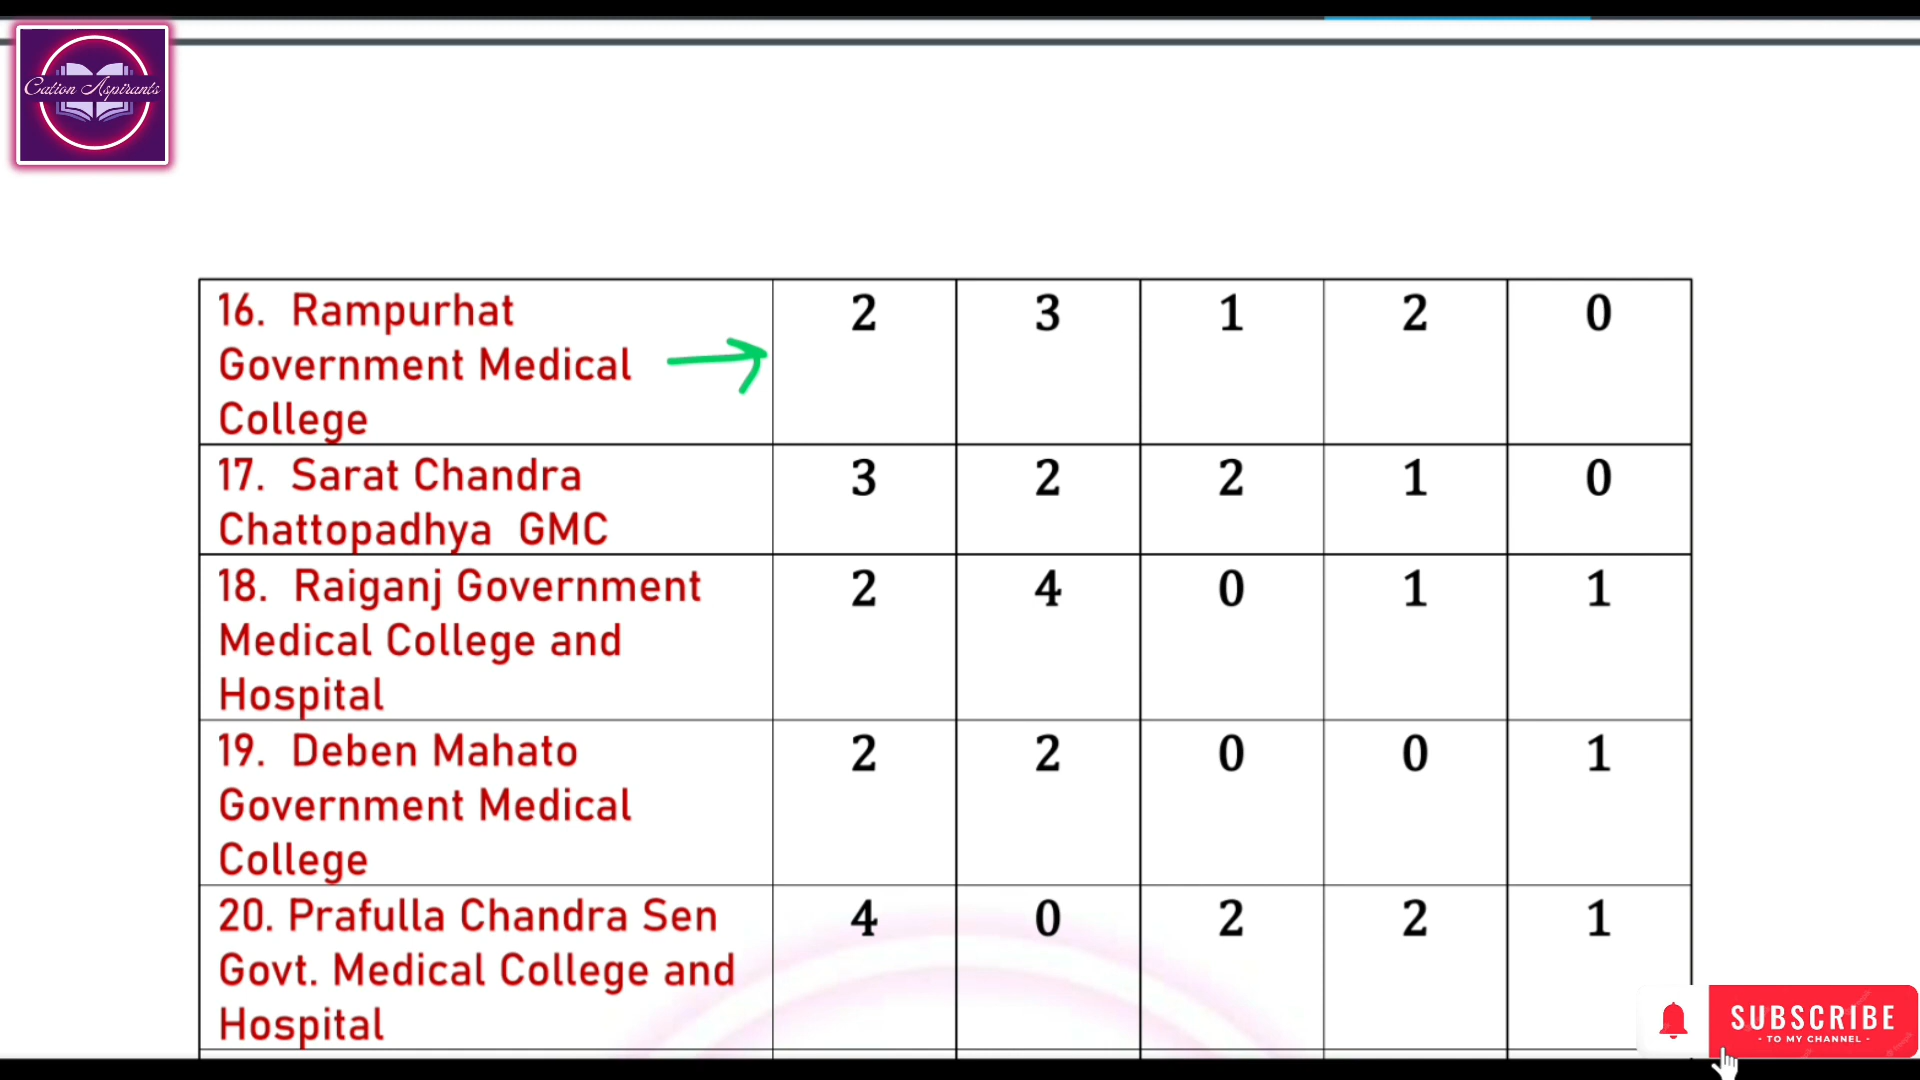 Cation Aspirants
16. Rampurhat
Government Medical
College
2 3 1 2 0
17. Sarat Chandra
Chattopadhya GMC
3 2 2 1 0
18. Raiganj Government
Medical College and
Hospital
2 4 0 1 1
19. Deben Mahato
Government Medical
College
2 2 0 0 1
20. Prafulla Chandra Sen
Govt. Medical College and
Hospital
4 0 2 2 1
SUBSCRIBE
- TO MY CHANNEL -